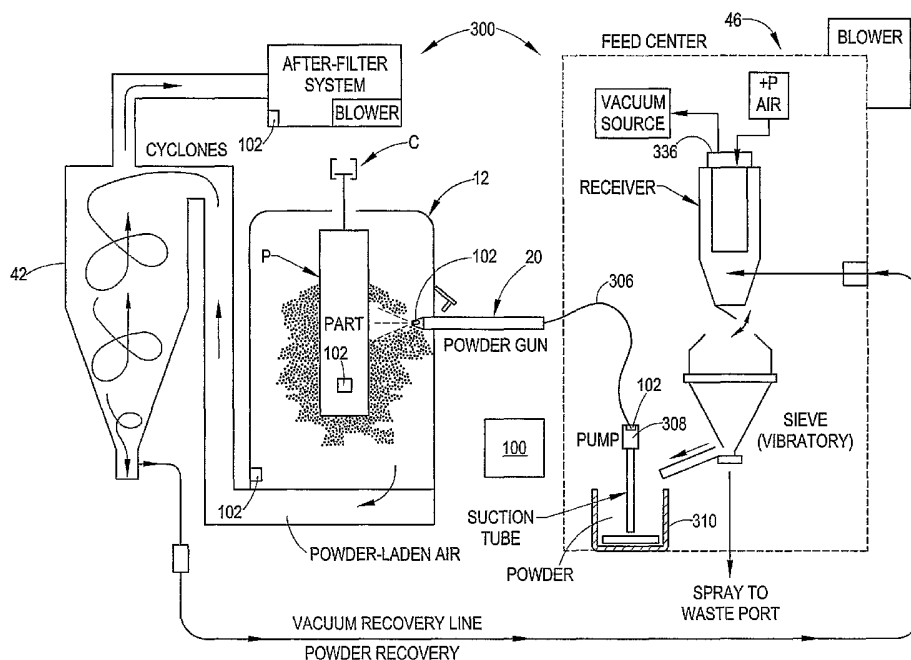 300
46
BLOWER
FEED CENTER
AFTER-FILTER
SYSTEM
BLOWER
102
+P
AIR
VACUUM
SOURCE
336
CYCLONES
C
RECEIVER
12
42
P
102
20
306
PART
102
POWDER GUN
102
308
PUMP
SIEVE
(VIBRATORY)
100
SUCTION
TUBE
310
102
POWDER-LADEN AIR
POWDER
SPRAY TO
WASTE PORT
VACUUM RECOVERY LINE
POWDER RECOVERY